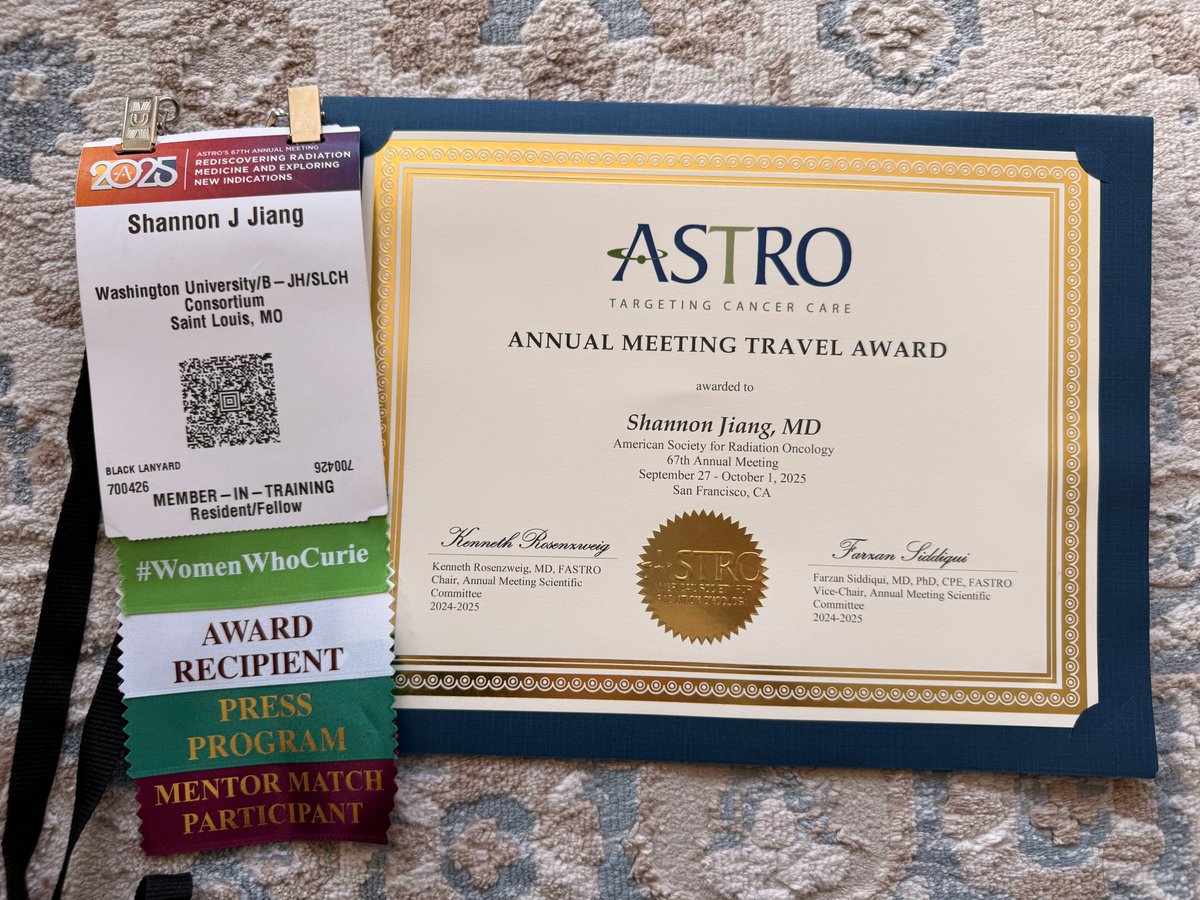 2025
ASTRO'S 67TH ANNUAL MEETING
REDISCOVERING RADIATION
MEDICINE AND EXPLORING
NEW INDICATIONS
Shannon J Jiang
Washington University/B-JH/SLCH
Consortium
Saint Louis, MO
BLACK LANYARD
700426
700426
MEMBER-IN-TRAINING
Resident/Fellow
#WomenWhoCurie
AWARD
RECIPIENT
PRESS
PROGRAM
MENTOR MATCH
PARTICIPANT
ASTRO
TARGETING CANCER CARE
ANNUAL MEETING TRAVEL AWARD
awarded to
Shannon Jiang, MD
American Society for Radiation Oncology
67th Annual Meeting
September 27 - October 1, 2025
San Francisco, CA
Kenneth Rosenzweig
Kenneth Rosenzweig, MD, FASTRO
Chair, Annual Meeting Scientific
Committee
2024-2025
ASTRO
RADIATION ONCOLOGY
Farzan Siddiqui
Farzan Siddiqui, MD, PhD, CPE, FASTRO
Vice-Chair, Annual Meeting Scientific
Committee
2024-2025